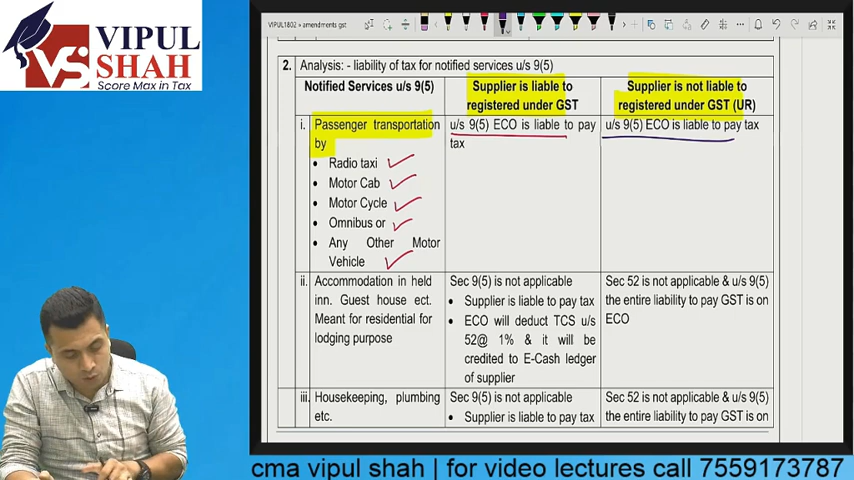 VIPUL
SHAH
VS
Score Max in Tax
VIPUL1802 + amendments gst
2. Analysis: - liability of tax for notified services u/s 9(5)
Notified Services u/s 9(5)
Supplier is liable to
registered under GST
Supplier is not liable to
registered under GST (UR)
i. Passenger transportation
by
• Radio taxi
• Motor Cab
• Motor Cycle
• Omnibus or
• Any Other Motor
Vehicle
u/s 9(5) ECO is liable to pay
tax
u/s 9(5) ECO is liable to pay tax
ii. Accommodation in held
inn. Guest house ect.
Meant for residential for
lodging purpose
Sec 9(5) is not applicable
• Supplier is liable to pay tax
• ECO will deduct TCS u/s
52@ 1% & it will be
credited to E-Cash ledger
of supplier
Sec 52 is not applicable & u/s 9(5)
the entire liability to pay GST is on
ECO
iii. Housekeeping, plumbing
etc.
Sec 9(5) is not applicable
• Supplier is liable to pay tax
Sec 52 is not applicable & u/s 9(5)
the entire liability to pay GST is on
cma vipul shah | for video lectures call 7559173787